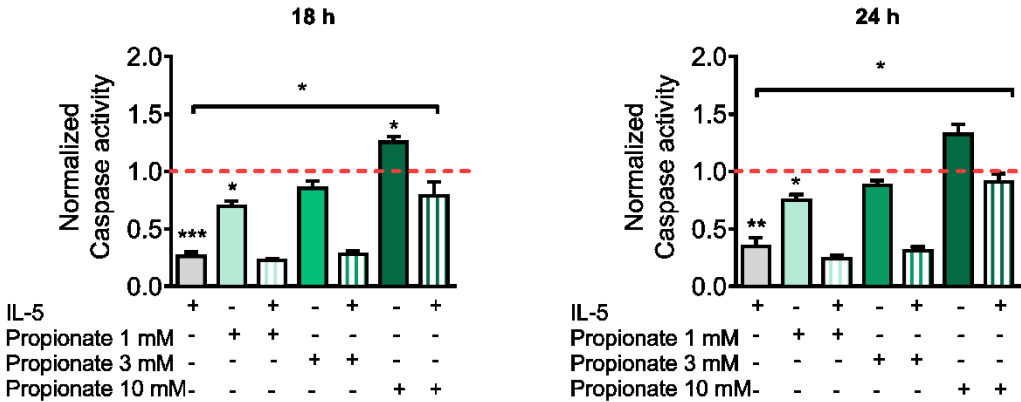 18 h
2.0
1.5
1.0
0.5
0.0
Normalized
Caspase activity
*
***
*
*
IL-5 + - + - + - +
Propionate 1 mM - + + - - - -
Propionate 3 mM - - - + + - -
Propionate 10 mM - - - - - + +
24 h
2.0
1.5
1.0
0.5
0.0
Normalized
Caspase activity
*
**
*
IL-5 + - + - + - +
Propionate 1 mM - + + - - - -
Propionate 3 mM - - - + + - -
Propionate 10 mM - - - - - + +